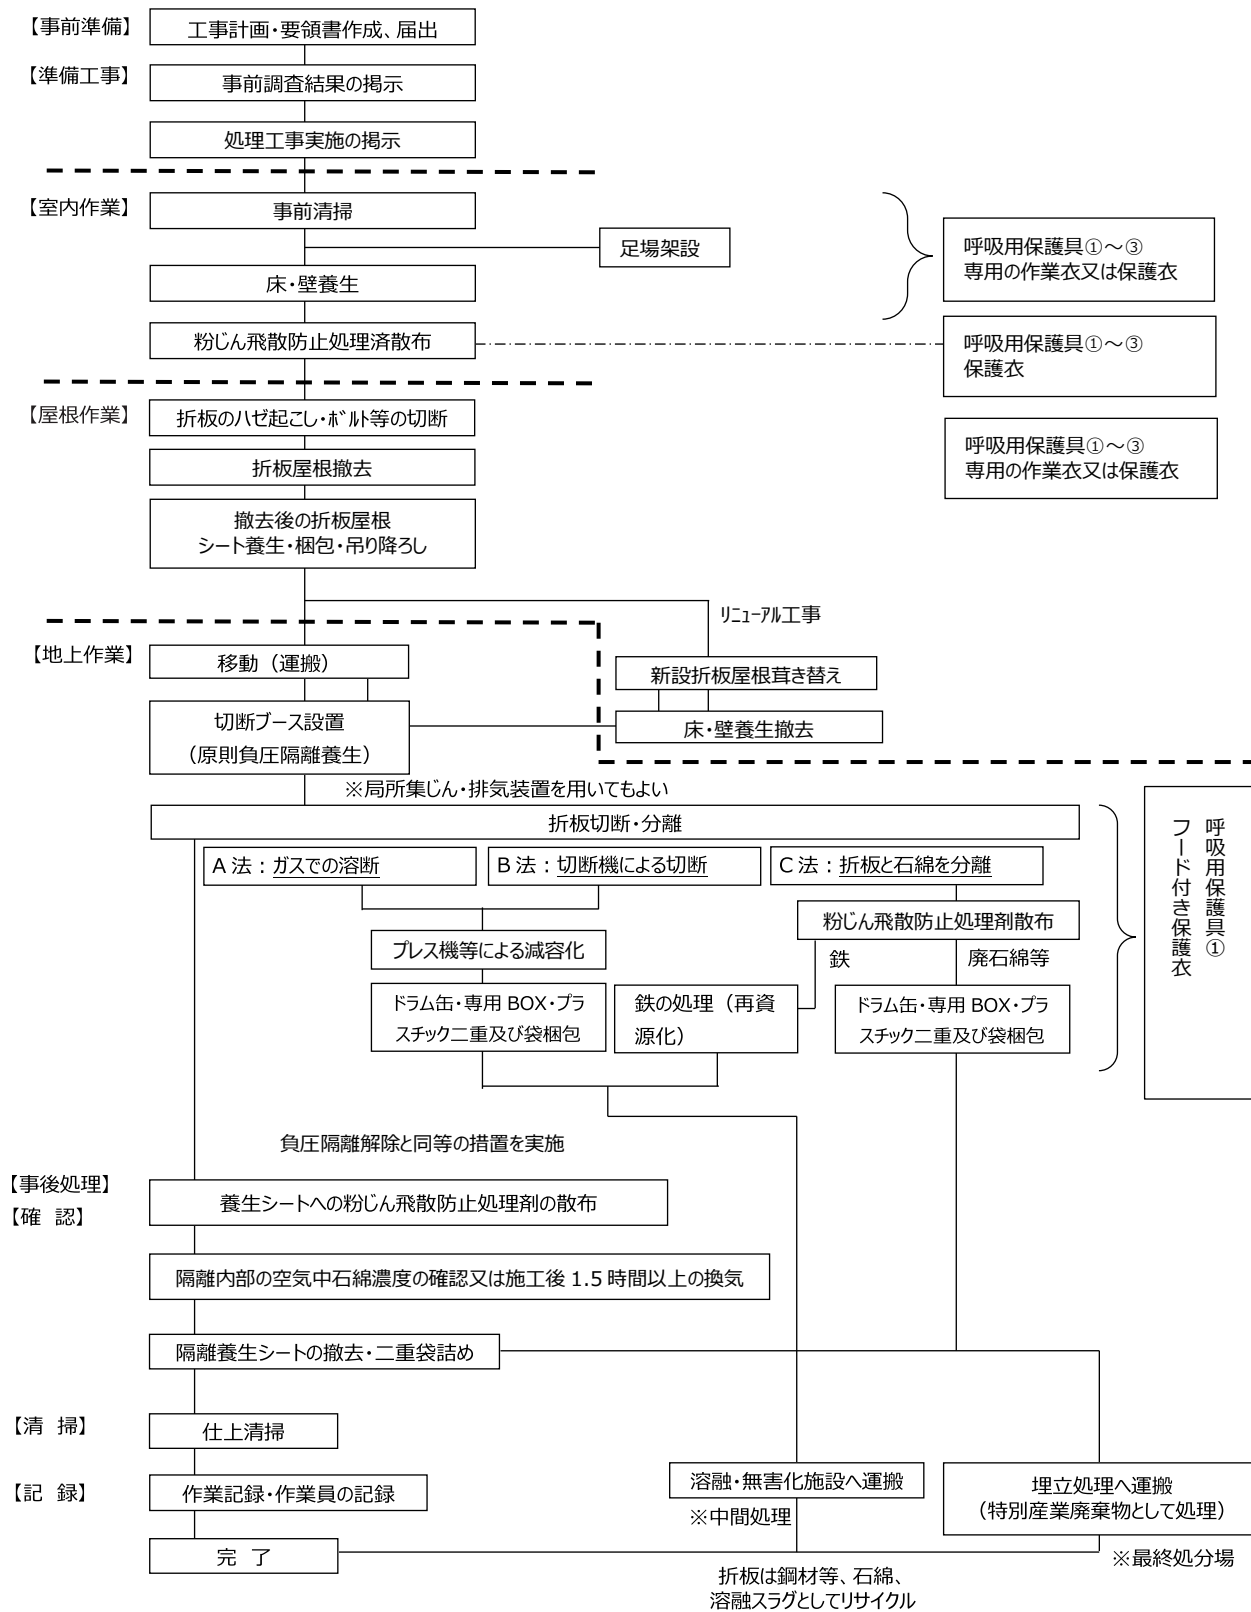 【事前準備】
工事計画・要領書作成、届出
【準備工事】
事前調査結果の掲示
処理工事実施の掲示
【室内作業】
事前清掃
足場架設
呼吸用保護具①～③
専用の作業衣又は保護衣
床・壁養生
粉じん飛散防止処理済散布
呼吸用保護具①～③
保護衣
【屋根作業】
折板のハゼ起こし・ボルト等の切断
折板屋根撤去
呼吸用保護具①～③
専用の作業衣又は保護衣
撤去後の折板屋根
シート養生・梱包・吊り降ろし
リニューアル工事
【地上作業】
移動（運搬）
新設折板屋根葺き替え
切断ブース設置
（原則負圧隔離養生）
床・壁養生撤去
※局所集じん・排気装置を用いてもよい
折板切断・分離
呼吸用保護具①
フード付き保護衣
A 法：ガスでの溶断
B 法：切断機による切断
C 法：折板と石綿を分離
粉じん飛散防止処理剤散布
プレス機等による減容化
鉄
廃石綿等
ドラム缶・専用 BOX・プラ
スチック二重及び袋梱包
鉄の処理（再資
源化）
ドラム缶・専用 BOX・プラ
スチック二重及び袋梱包
負圧隔離解除と同等の措置を実施
【事後処理】
【確 認】
養生シートへの粉じん飛散防止処理剤の散布
隔離内部の空気中石綿濃度の確認又は施工後 1.5 時間以上の換気
隔離養生シートの撤去・二重袋詰め
【清 掃】
仕上清掃
【記 録】
作業記録・作業員の記録
溶融・無害化施設へ運搬
※中間処理
埋立処理へ運搬
（特別産業廃棄物として処理）
完 了
※最終処分場
折板は鋼材等、石綿、
溶融スラグとしてリサイクル